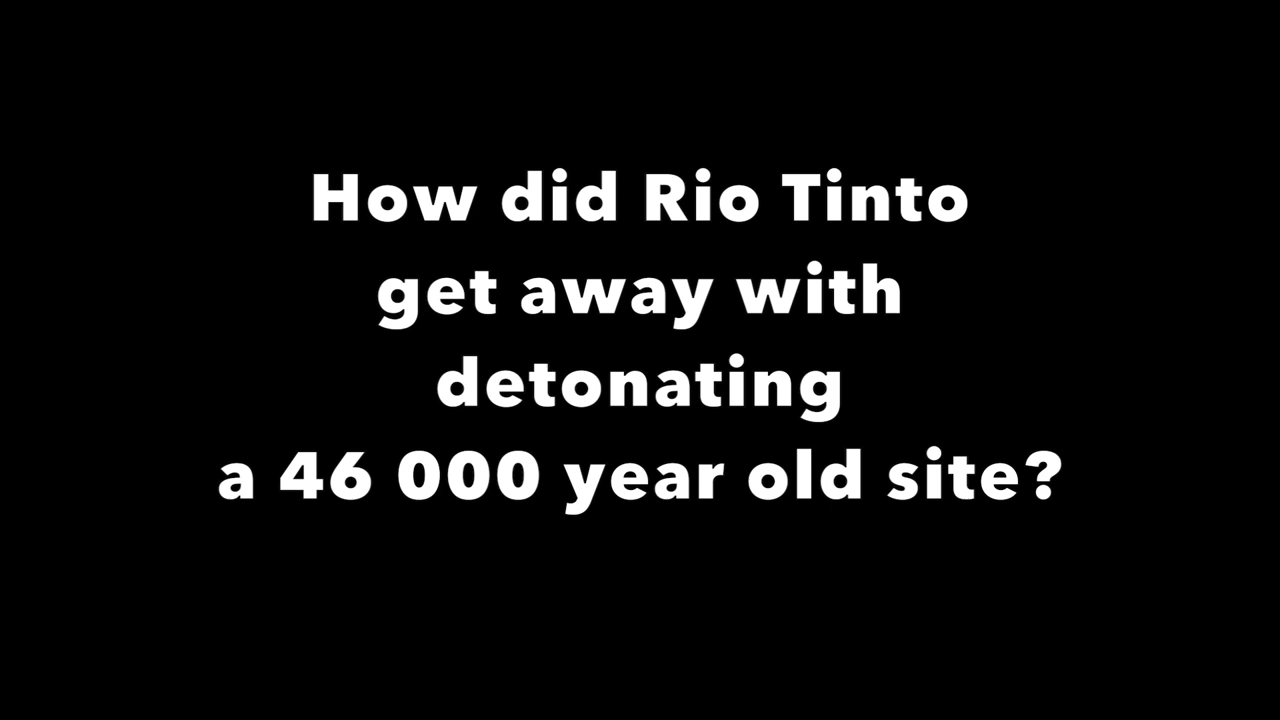 How did Rio Tinto
get away with
detonating
a 46 000 year old site?